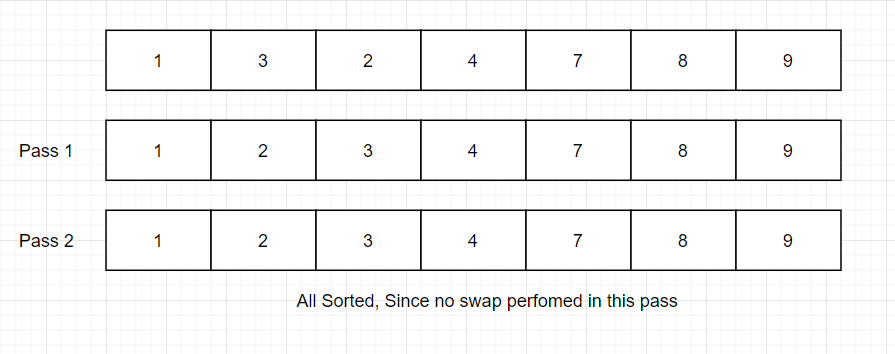 1 3 2 4 7 8 9
Pass 1 1 2 3 4 7 8 9
Pass 2 1 2 3 4 7 8 9
All Sorted, Since no swap perfomed in this pass